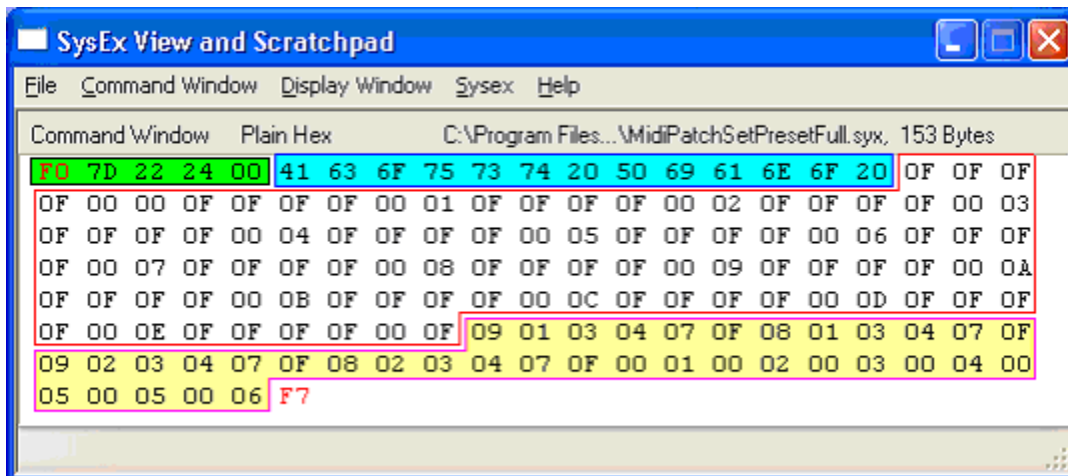 SysEx View and Scratchpad
File Command Window Display Window Sysex Help
Command Window Plain Hex C:\Program Files...\MidiPatchSetPresetFull.syx, 153 Bytes
F0 7D 22 24 00 41 63 6F 75 73 74 20 50 69 61 6E 6F 20 0F 0F 0F
0F 00 00 0F 0F 0F 0F 00 01 0F 0F 0F 0F 00 02 0F 0F 0F 0F 00 03
0F 0F 0F 0F 00 04 0F 0F 0F 0F 00 05 0F 0F 0F 0F 00 06 0F 0F 0F
0F 00 07 0F 0F 0F 0F 00 08 0F 0F 0F 0F 00 09 0F 0F 0F 0F 00 0A
0F 0F 0F 0F 00 0B 0F 0F 0F 0F 00 0C 0F 0F 0F 0F 00 0D 0F 0F 0F
0F 00 0E 0F 0F 0F 0F 00 0F 09 01 03 04 07 0F 08 01 03 04 07 0F
09 02 03 04 07 0F 08 02 03 04 07 0F 00 01 00 02 00 03 00 04 00
05 00 05 00 06 F7